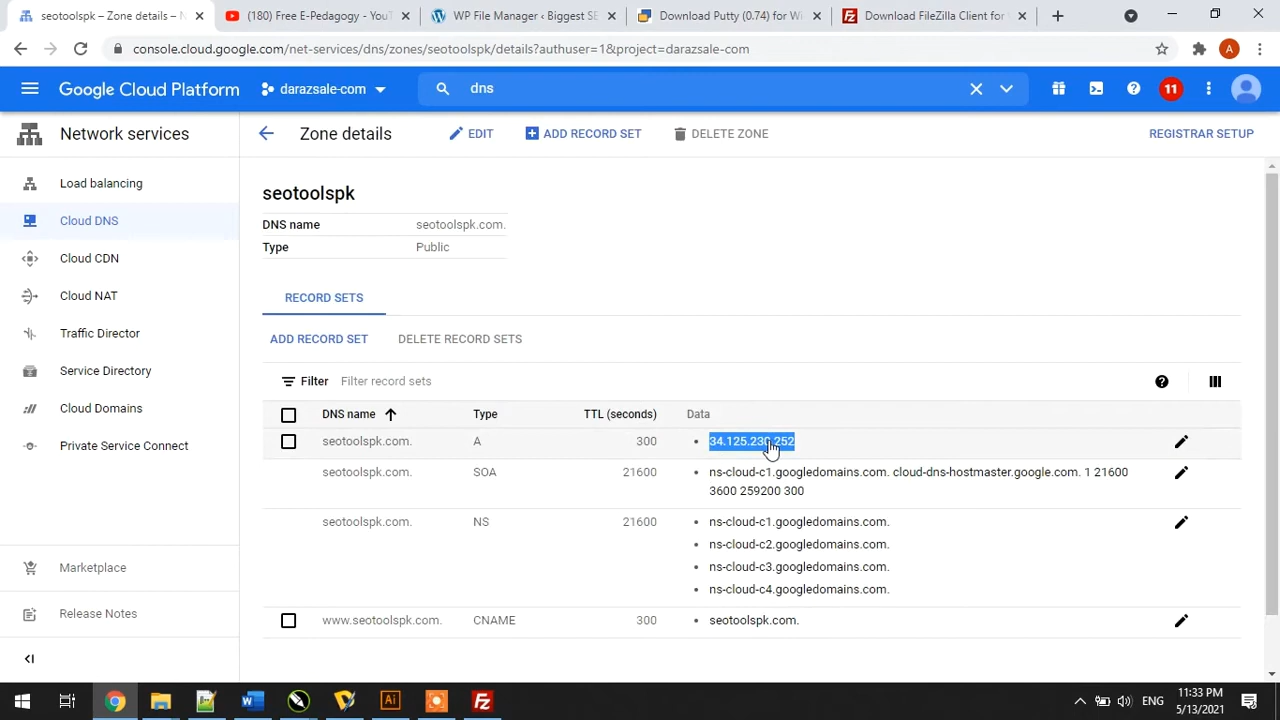 seotoolspk – Zone details – N
(180) Free E-Pedagogy - YouT
WP File Manager ‹ Biggest SE
Download Putty (0.74) for Wi
Download FileZilla Client for
console.cloud.google.com/net-services/dns/zones/seotoolspk/details?authuser=1&project=darazsale-com
A
Google Cloud Platform
darazsale-com
dns
11
Network services
Zone details
EDIT
ADD RECORD SET
DELETE ZONE
REGISTRAR SETUP
Load balancing
Cloud DNS
Cloud CDN
Cloud NAT
Traffic Director
Service Directory
Cloud Domains
Private Service Connect
Marketplace
Release Notes
seotoolspk
DNS name seotoolspk.com.
Type Public
RECORD SETS
ADD RECORD SET DELETE RECORD SETS
Filter Filter record sets
DNS name Type TTL (seconds) Data
seotoolspk.com. A 300 34.125.230.252
seotoolspk.com. SOA 21600 ns-cloud-c1.googledomains.com. cloud-dns-hostmaster.google.com. 1 21600
3600 259200 300
seotoolspk.com. NS 21600 ns-cloud-c1.googledomains.com.
ns-cloud-c2.googledomains.com.
ns-cloud-c3.googledomains.com.
ns-cloud-c4.googledomains.com.
www.seotoolspk.com. CNAME 300 seotoolspk.com.
ENG
11:33 PM
5/13/2021